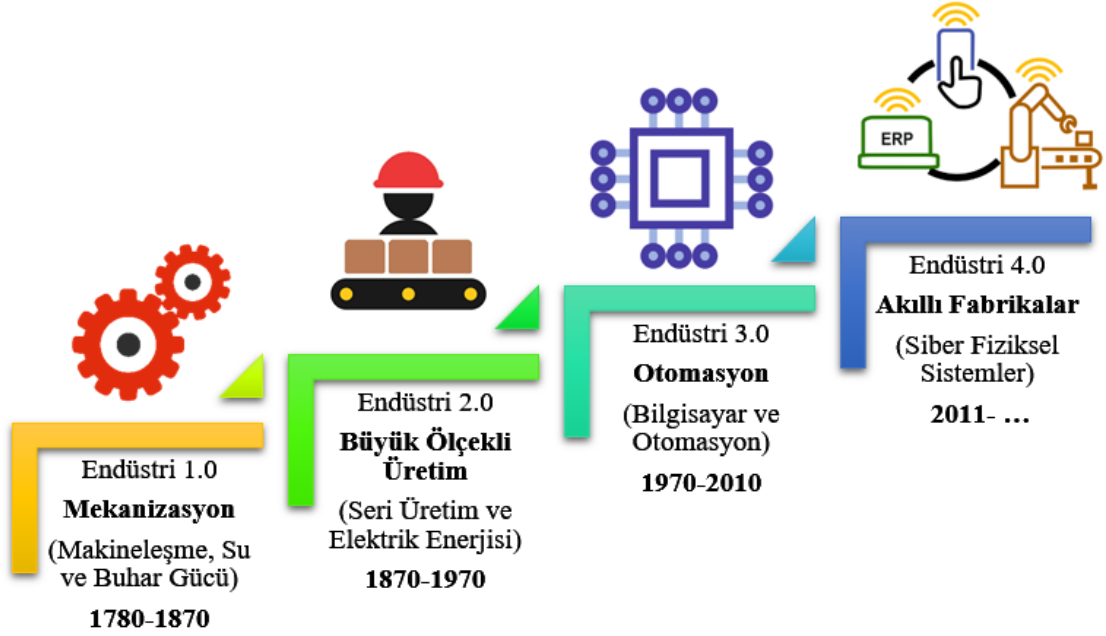 ERP
Endüstri 1.0
Mekanizasyon
(Makineleşme, Su
ve Buhar Gücü)
1780-1870
Endüstri 2.0
Büyük Ölçekli
Üretim
(Seri Üretim ve
Elektrik Enerjisi)
1870-1970
Endüstri 3.0
Otomasyon
(Bilgisayar ve
Otomasyon)
1970-2010
Endüstri 4.0
Akıllı Fabrikalar
(Siber Fiziksel
Sistemler)
2011- …